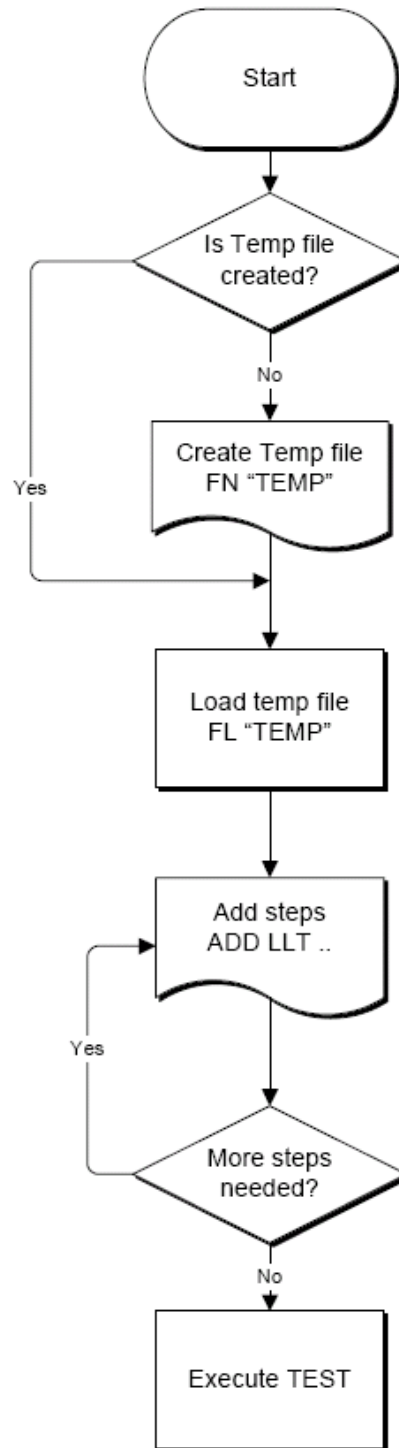 Start
Is Temp file
created?
No
Create Temp file
FN “TEMP”
Yes
Load temp file
FL “TEMP”
Add steps
ADD LLT ..
Yes
More steps
needed?
No
Execute TEST